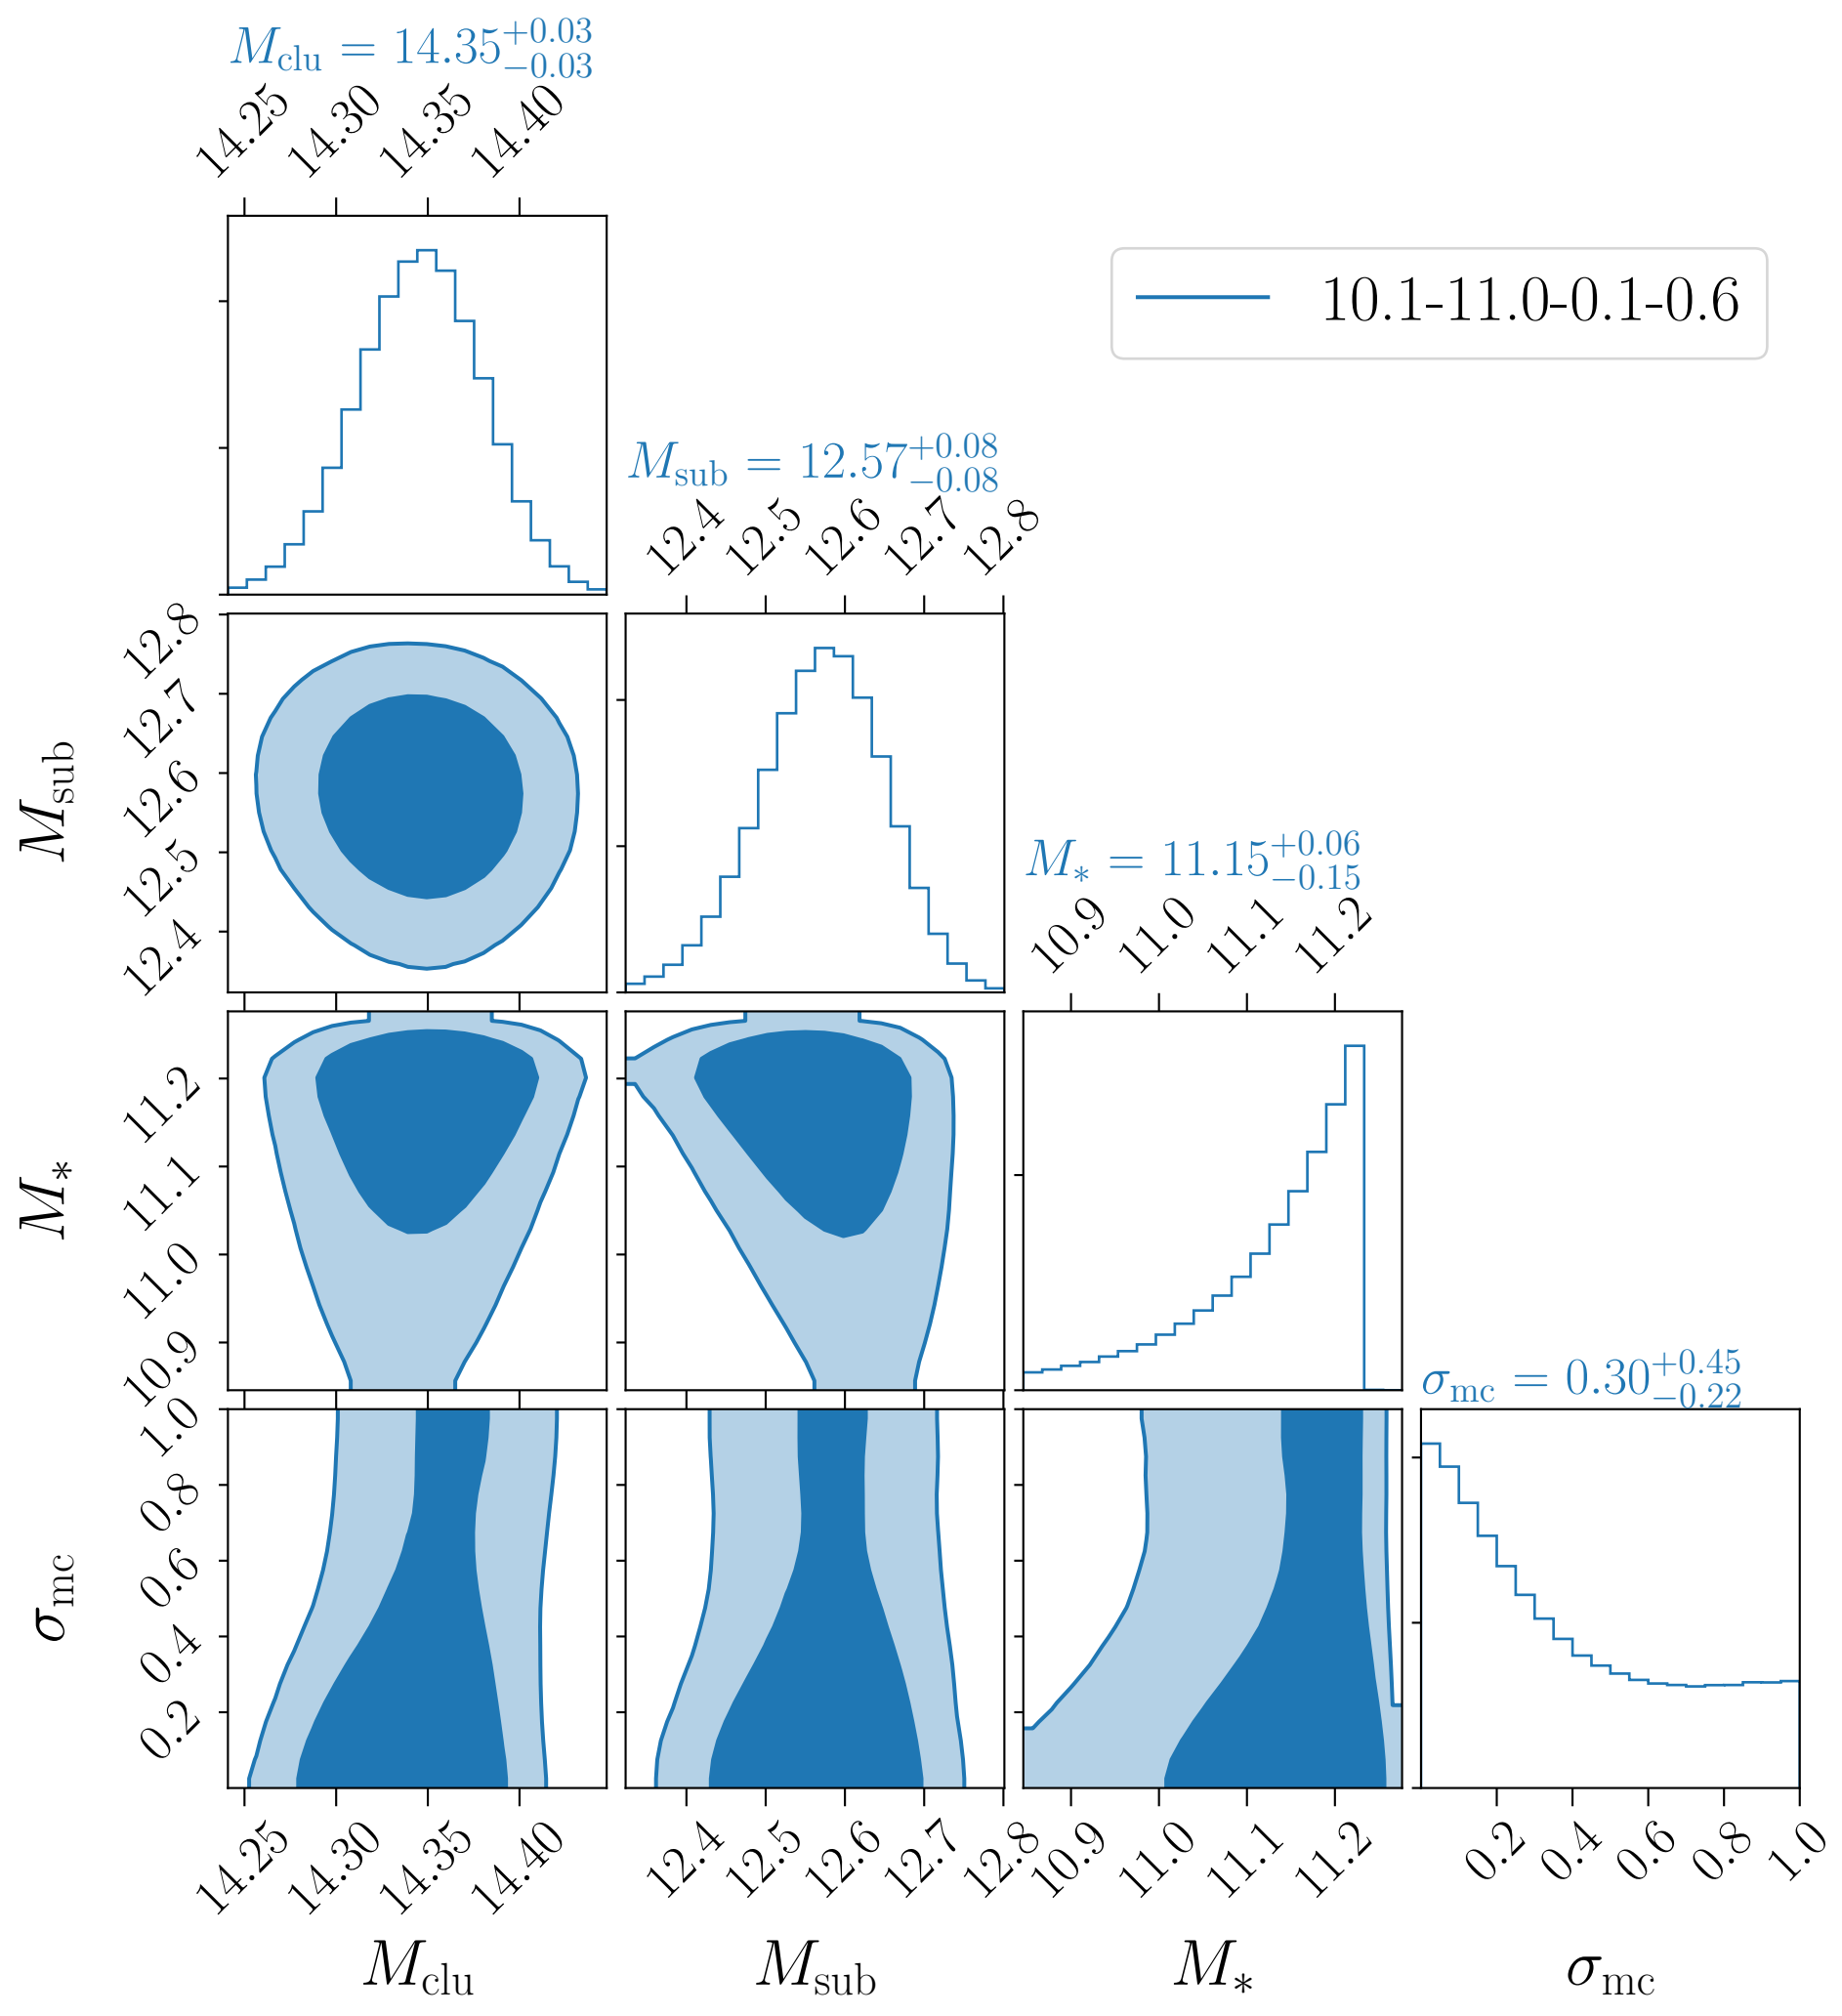 M_clu = 14.35^{+0.03}_{-0.03}
14.25 14.30 14.35 14.40
10.1-11.0-0.1-0.6
M_sub = 12.57^{+0.08}_{-0.08}
12.4 12.5 12.6 12.7 12.8
M_sub
12.8
12.7
12.6
12.5
12.4
M_* = 11.15^{+0.06}_{-0.15}
10.9 11.0 11.1 11.2
M_*
11.2
11.1
11.0
10.9
σ_mc = 0.30^{+0.45}_{-0.22}
σ_mc
1.0
0.8
0.6
0.4
0.2
14.25 14.30 14.35 14.40 12.4 12.5 12.6 12.7 12.8 10.9 11.0 11.1 11.2 0.2 0.4 0.6 0.8 1.0
M_clu M_sub M_* σ_mc